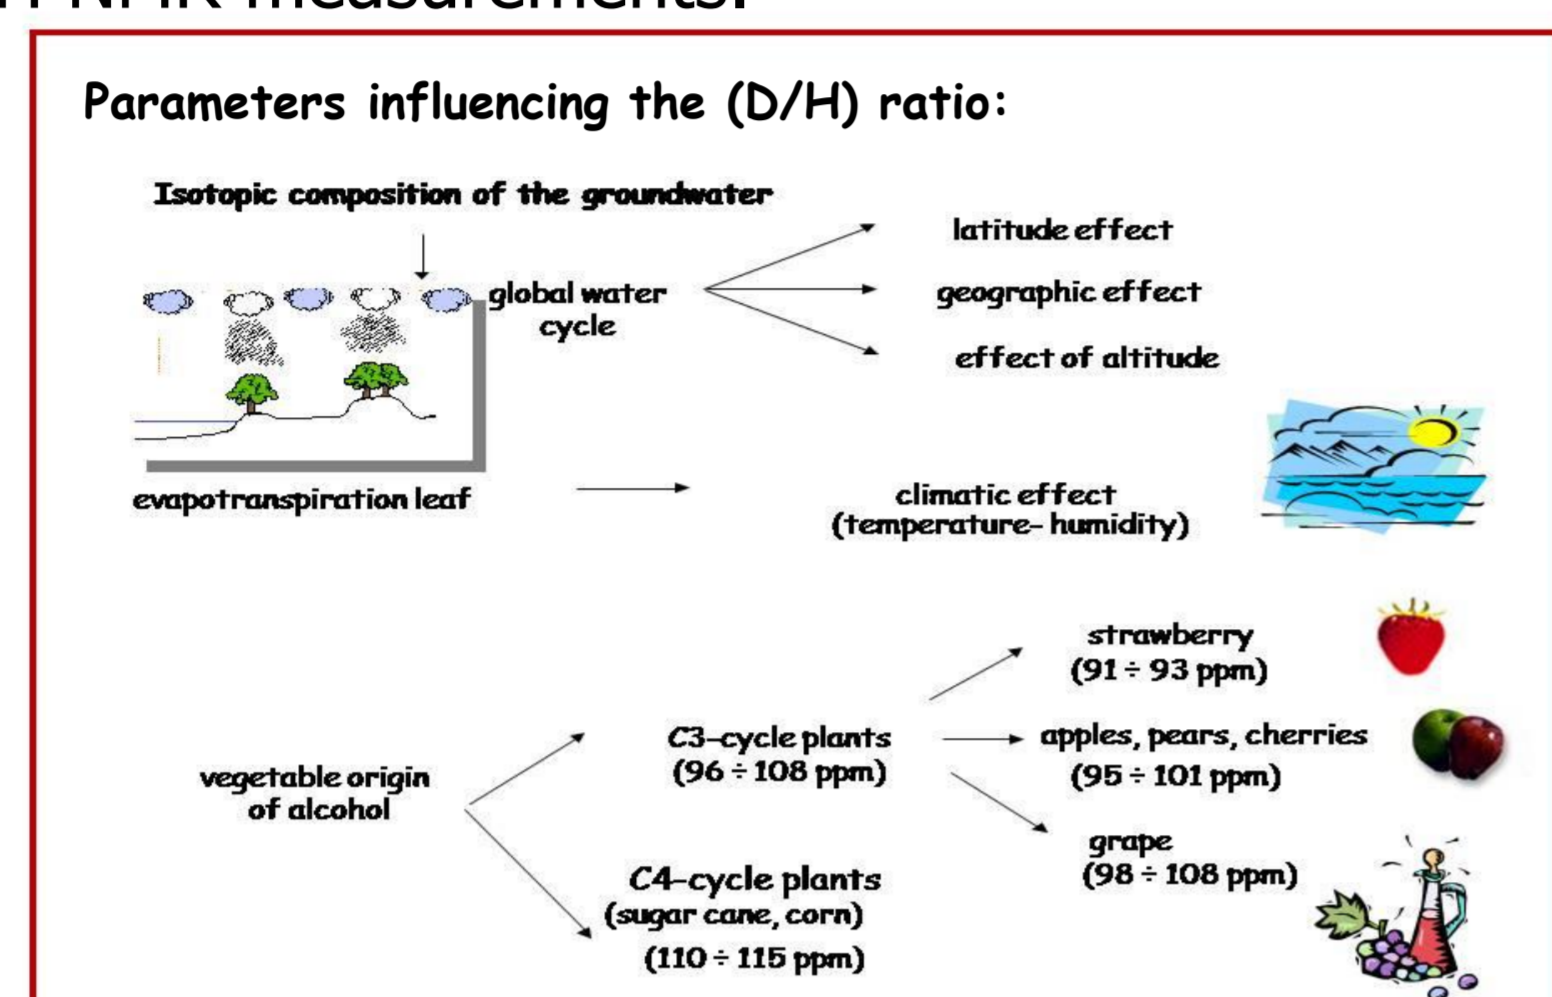 NMR measurements.
Parameters influencing the (D/H) ratio:
Isotopic composition of the groundwater
global water
cycle
latitude effect
geographic effect
effect of altitude
evapotranspiration leaf
climatic effect
(temperature- humidity)
vegetable origin
of alcohol
C3-cycle plants
(96 ÷ 108 ppm)
strawberry
(91 ÷ 93 ppm)
apples, pears, cherries
(95 ÷ 101 ppm)
grape
(98 ÷ 108 ppm)
C4-cycle plants
(sugar cane, corn)
(110 ÷ 115 ppm)